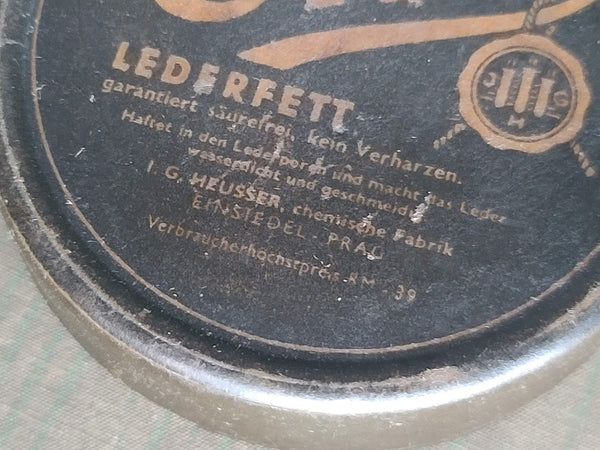 LEDERFETT
garantiert säurefrei, kein Verharzen.
Haftet in den Lederporen und macht das Leder
wasserdicht und geschmeidig
I. G. HEUSSER, chemische Fabrik
EINSIEDEL - PRAG
Verbraucherhöchstpreis RM -.39
M